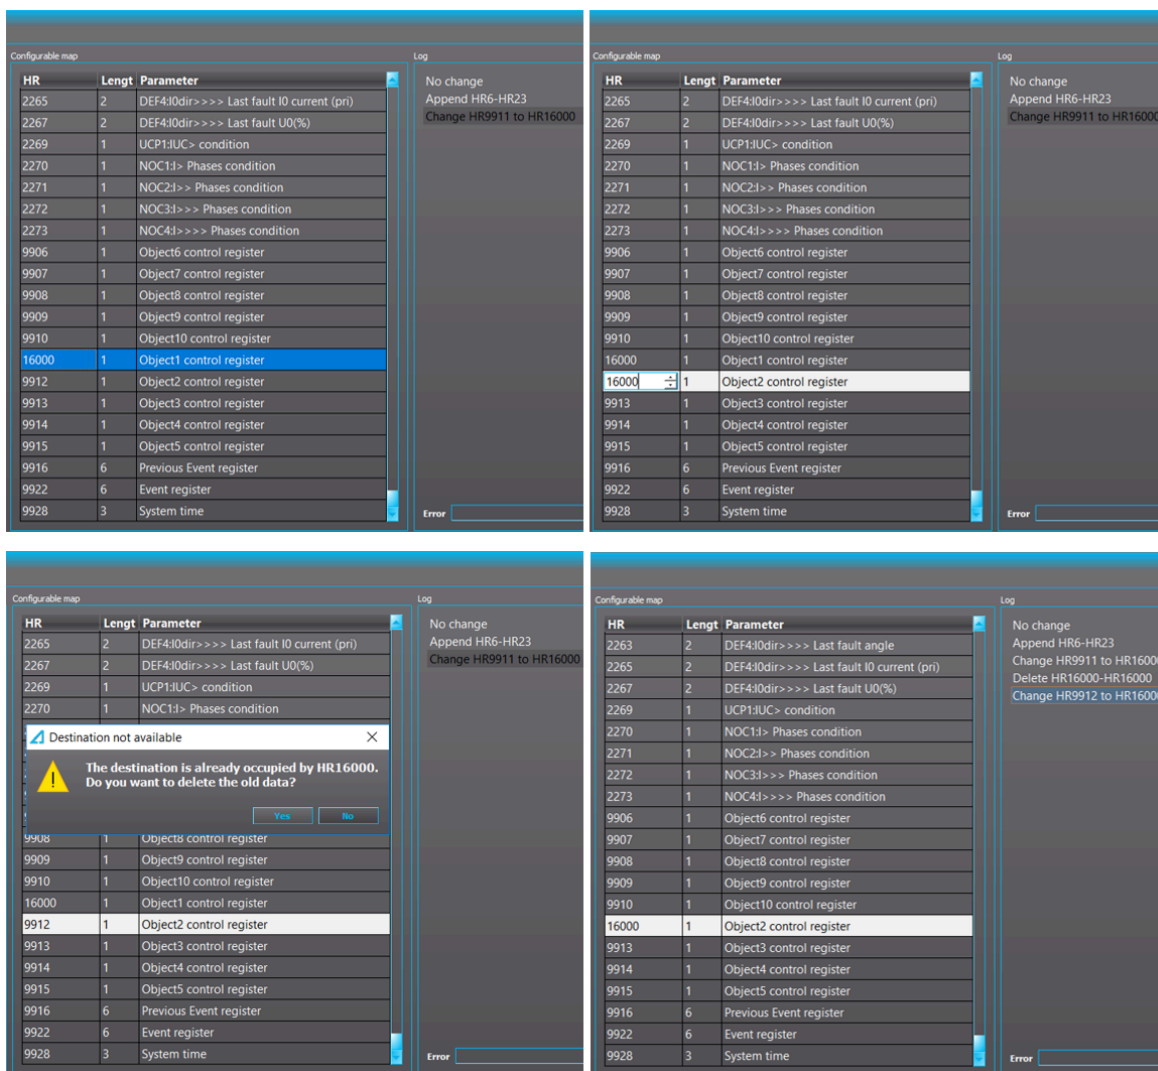 Configurable map
Log
HR Lengt Parameter
2265 2 DEF4:I0dir>>>> Last fault I0 current (pri)
2267 2 DEF4:I0dir>>>> Last fault U0(%)
2269 1 UCP1:IUC> condition
2270 1 NOC1:I> Phases condition
2271 1 NOC2:I>> Phases condition
2272 1 NOC3:I>>> Phases condition
2273 1 NOC4:I>>>> Phases condition
9906 1 Object6 control register
9907 1 Object7 control register
9908 1 Object8 control register
9909 1 Object9 control register
9910 1 Object10 control register
16000 1 Object1 control register
9912 1 Object2 control register
9913 1 Object3 control register
9914 1 Object4 control register
9915 1 Object5 control register
9916 6 Previous Event register
9922 6 Event register
9928 3 System time
No change
Append HR6-HR23
Change HR9911 to HR16000
Error
Configurable map
Log
HR Lengt Parameter
2265 2 DEF4:I0dir>>>> Last fault I0 current (pri)
2267 2 DEF4:I0dir>>>> Last fault U0(%)
2269 1 UCP1:IUC> condition
2270 1 NOC1:I> Phases condition
2271 1 NOC2:I>> Phases condition
2272 1 NOC3:I>>> Phases condition
2273 1 NOC4:I>>>> Phases condition
9906 1 Object6 control register
9907 1 Object7 control register
9908 1 Object8 control register
9909 1 Object9 control register
9910 1 Object10 control register
16000 1 Object1 control register
16000 1 Object2 control register
9913 1 Object3 control register
9914 1 Object4 control register
9915 1 Object5 control register
9916 6 Previous Event register
9922 6 Event register
9928 3 System time
No change
Append HR6-HR23
Change HR9911 to HR16000
Error
Configurable map
Log
HR Lengt Parameter
2265 2 DEF4:I0dir>>>> Last fault I0 current (pri)
2267 2 DEF4:I0dir>>>> Last fault U0(%)
2269 1 UCP1:IUC> condition
2270 1 NOC1:I> Phases condition
Destination not available
The destination is already occupied by HR16000.
Do you want to delete the old data?
Yes No
9908 1 Object8 control register
9909 1 Object9 control register
9910 1 Object10 control register
16000 1 Object1 control register
9912 1 Object2 control register
9913 1 Object3 control register
9914 1 Object4 control register
9915 1 Object5 control register
9916 6 Previous Event register
9922 6 Event register
9928 3 System time
No change
Append HR6-HR23
Change HR9911 to HR16000
Error
Configurable map
Log
HR Lengt Parameter
2263 2 DEF4:I0dir>>>> Last fault angle
2265 2 DEF4:I0dir>>>> Last fault I0 current (pri)
2267 2 DEF4:I0dir>>>> Last fault U0(%)
2269 1 UCP1:IUC> condition
2270 1 NOC1:I> Phases condition
2271 1 NOC2:I>> Phases condition
2272 1 NOC3:I>>> Phases condition
2273 1 NOC4:I>>>> Phases condition
9906 1 Object6 control register
9907 1 Object7 control register
9908 1 Object8 control register
9909 1 Object9 control register
9910 1 Object10 control register
16000 1 Object2 control register
9913 1 Object3 control register
9914 1 Object4 control register
9915 1 Object5 control register
9916 6 Previous Event register
9922 6 Event register
9928 3 System time
No change
Append HR6-HR23
Change HR9911 to HR1600
Delete HR16000-HR16000
Change HR9912 to HR1600
Error